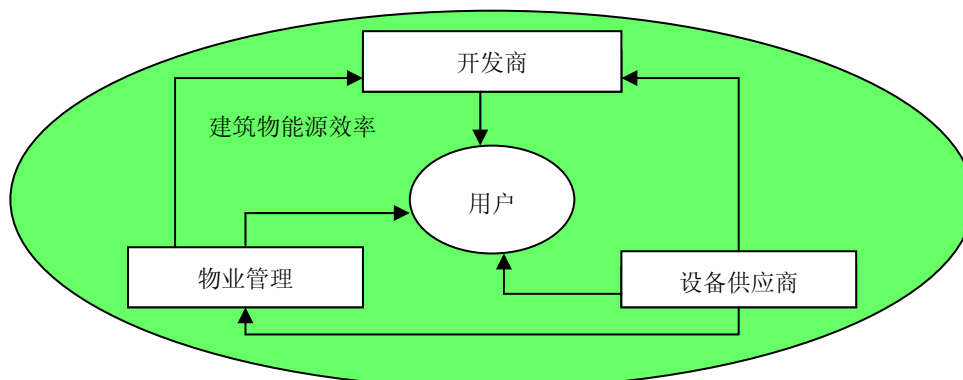 开发商
建筑物能源效率
用户
物业管理
设备供应商